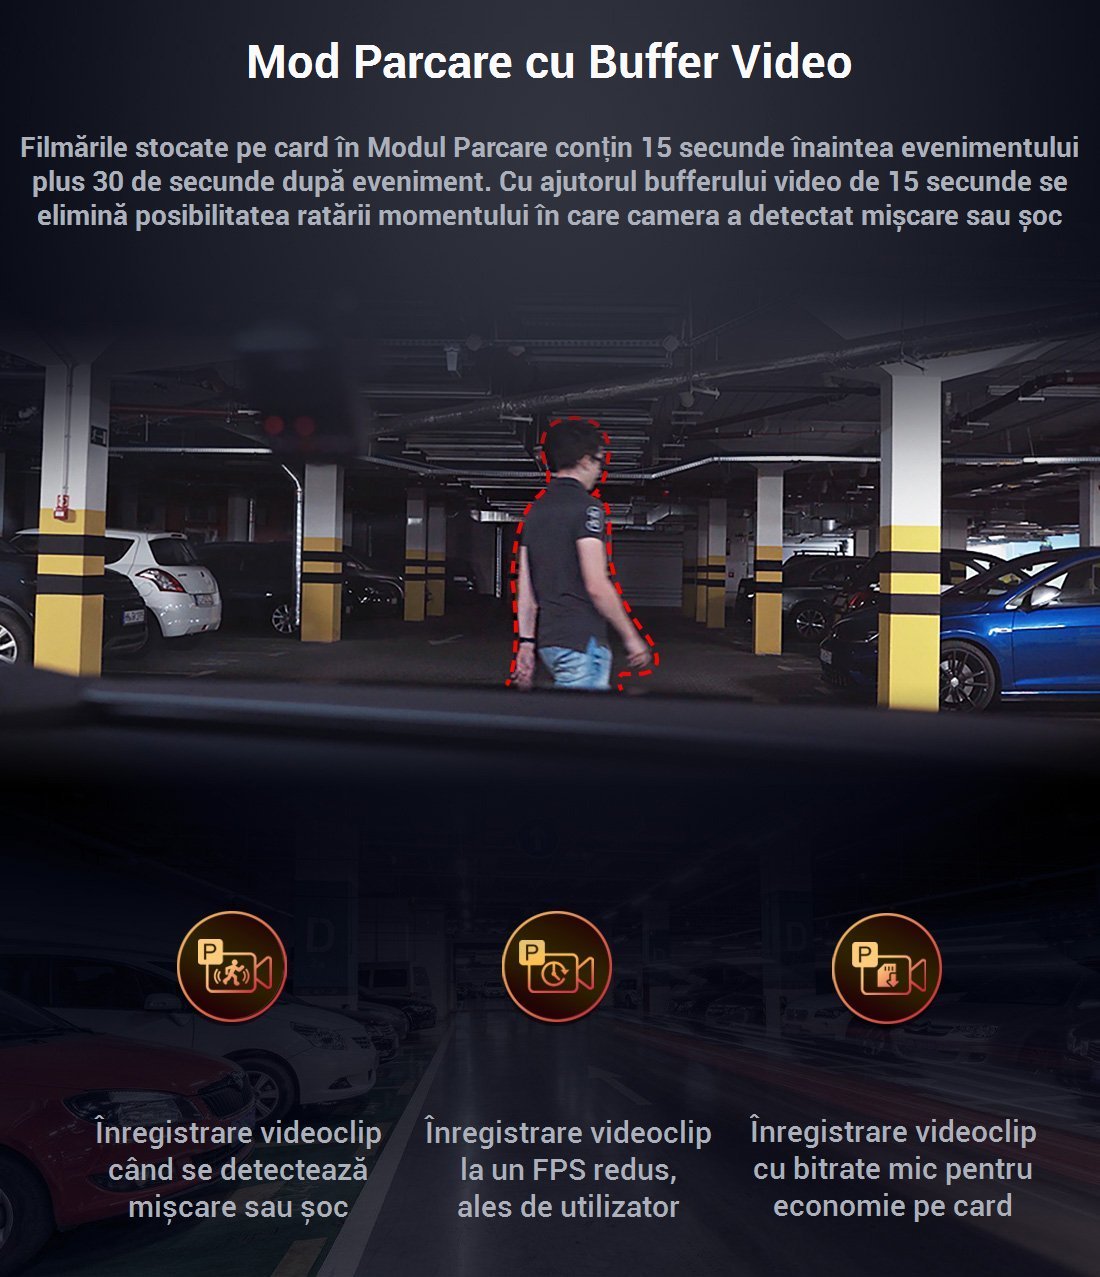 Mod Parcare cu Buffer Video
Filmările stocate pe card în Modul Parcare conțin 15 secunde înaintea evenimentului
plus 30 de secunde după eveniment. Cu ajutorul bufferului video de 15 secunde se
elimină posibilitatea ratării momentului în care camera a detectat mișcare sau șoc
P
P
P
Înregistrare videoclip
când se detectează
mișcare sau șoc
Înregistrare videoclip
la un FPS redus,
ales de utilizator
Înregistrare videoclip
cu bitrate mic pentru
economie pe card